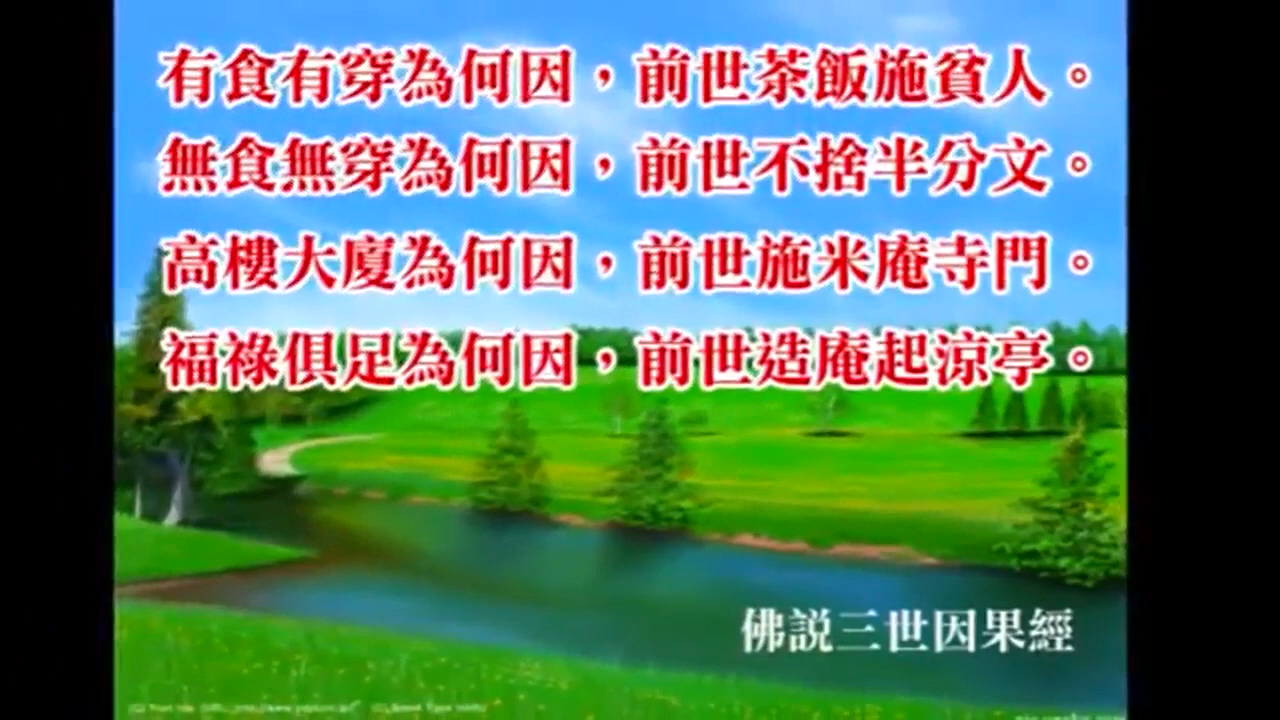 有食有穿為何因，前世茶飯施貧人。
無食無穿為何因，前世不捨半分文。
高樓大廈為何因，前世施米庵寺門。
福祿俱足為何因，前世造庵起涼亭。
佛説三世因果經